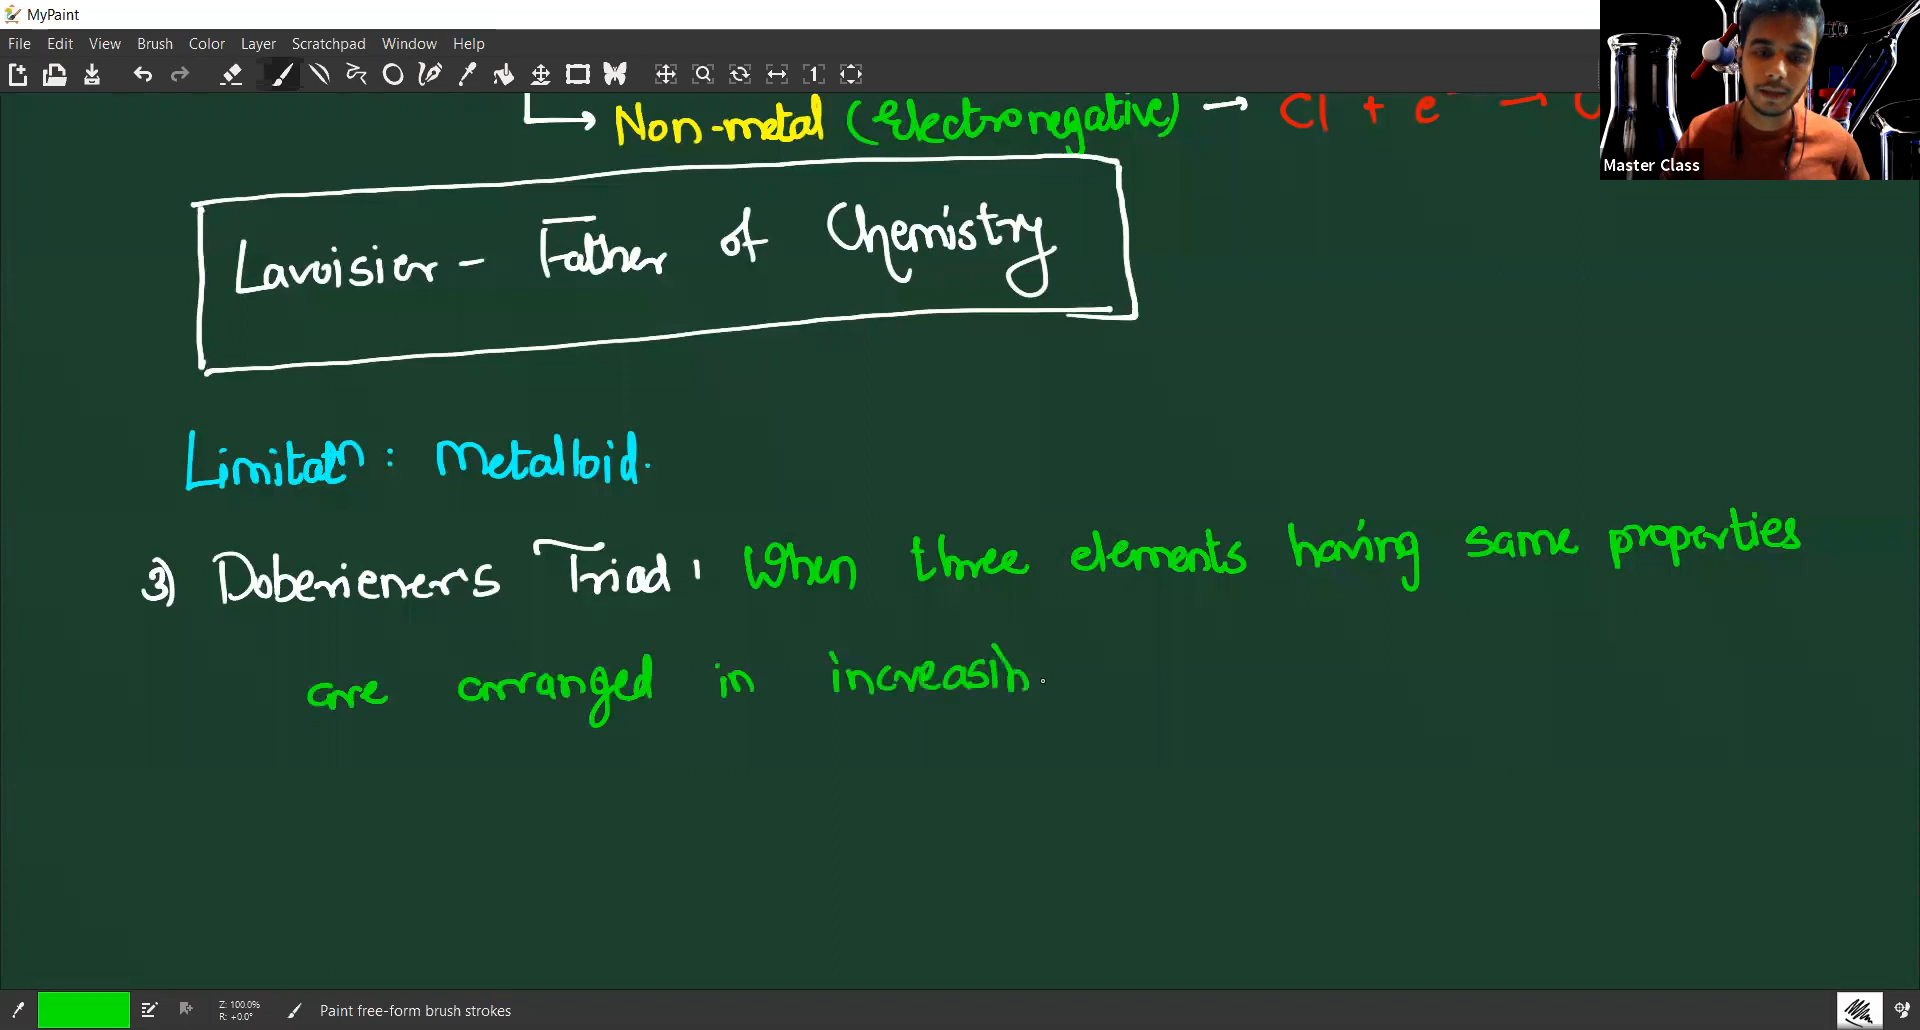 MyPaint
File Edit View Brush Color Layer Scratchpad Window Help
Non-metal (Electronegative) → Cl + e⁻ →
Master Class
Lavoisier - Father of Chemistry
Limitatn : Metalloid.
3) Doberiener's Triad : When three elements having same properties
are arranged in increasin
Z: 100.0%
R: +0.0°
Paint free-form brush strokes